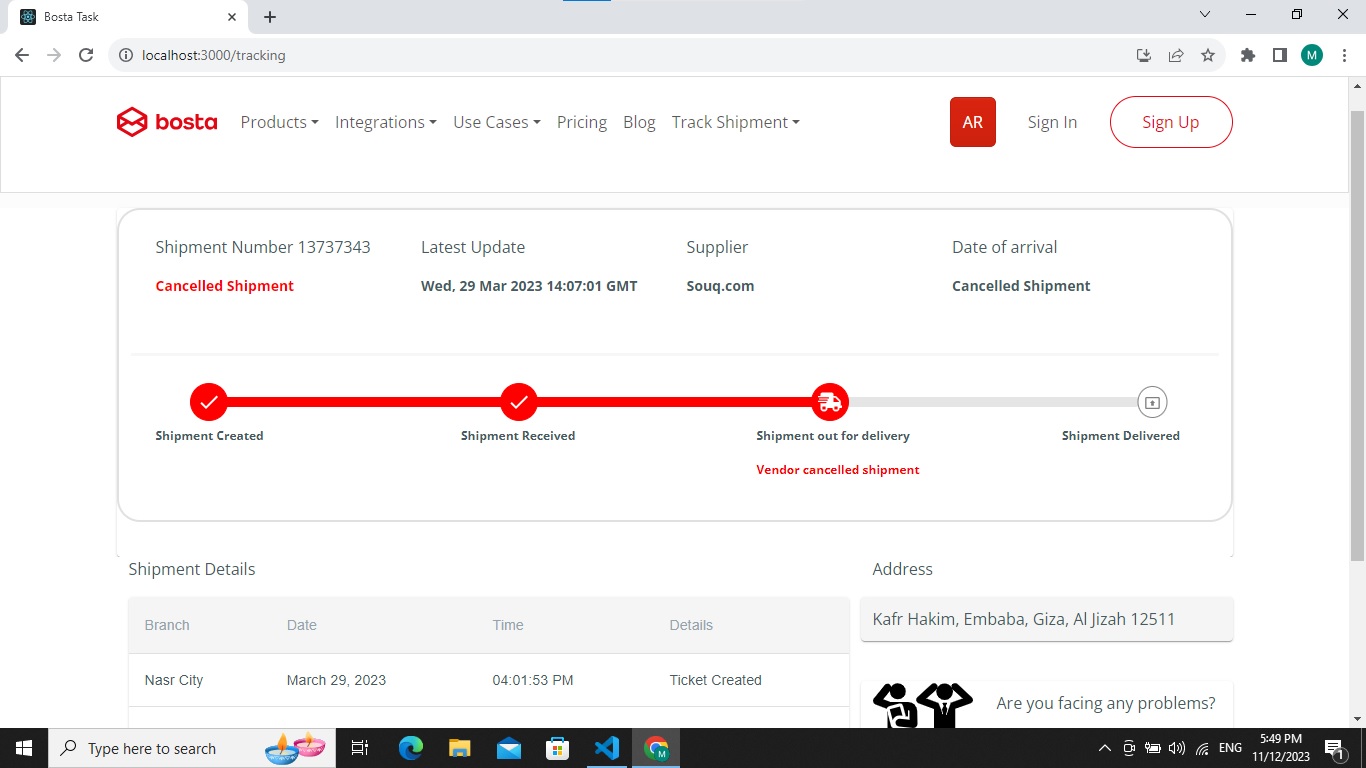 Bosta Task
localhost:3000/tracking
M
bosta
Products
Integrations
Use Cases
Pricing
Blog
Track Shipment
AR
Sign In
Sign Up
Shipment Number 13737343
Latest Update
Supplier
Date of arrival
Cancelled Shipment
Wed, 29 Mar 2023 14:07:01 GMT
Souq.com
Cancelled Shipment
Shipment Created
Shipment Received
Shipment out for delivery
Shipment Delivered
Vendor cancelled shipment
Shipment Details
Address
Branch
Date
Time
Details
Kafr Hakim, Embaba, Giza, Al Jizah 12511
Nasr City
March 29, 2023
04:01:53 PM
Ticket Created
Are you facing any problems?
Type here to search
M
ENG
5:49 PM
11/12/2023
1